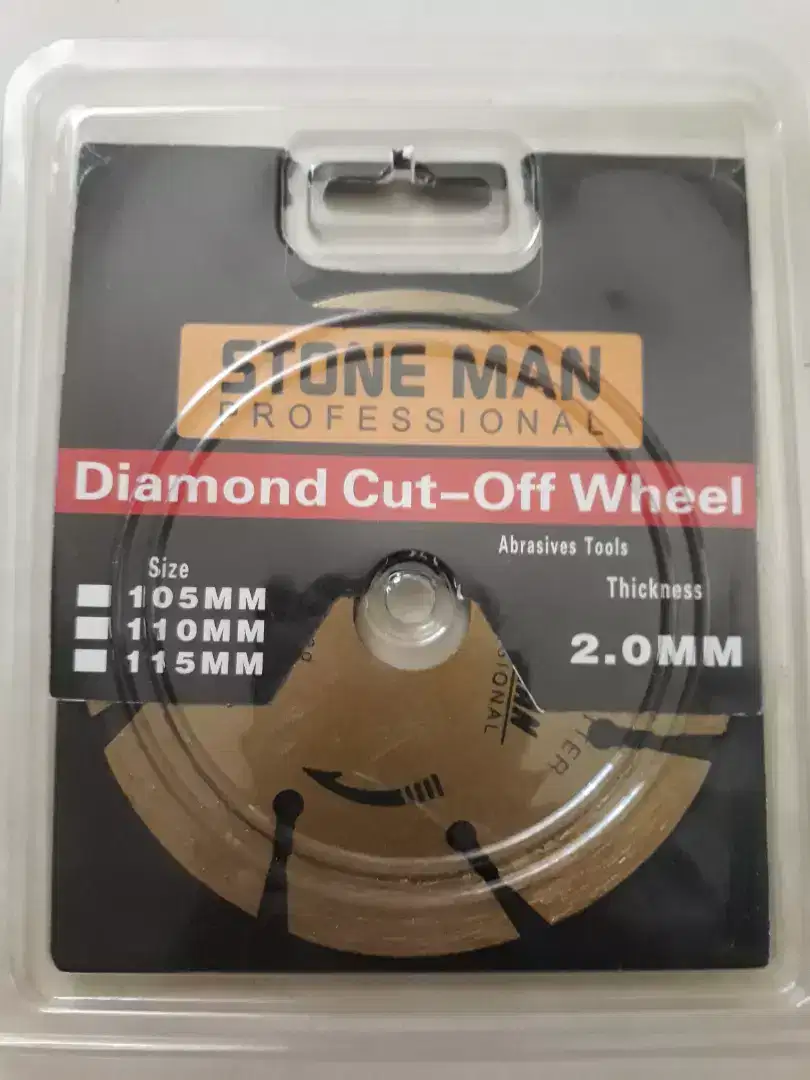 STONE MAN
PROFESSIONAL
Diamond Cut-Off Wheel
Abrasives Tools
Size
Thickness
105MM
110MM
115MM
2.0MM